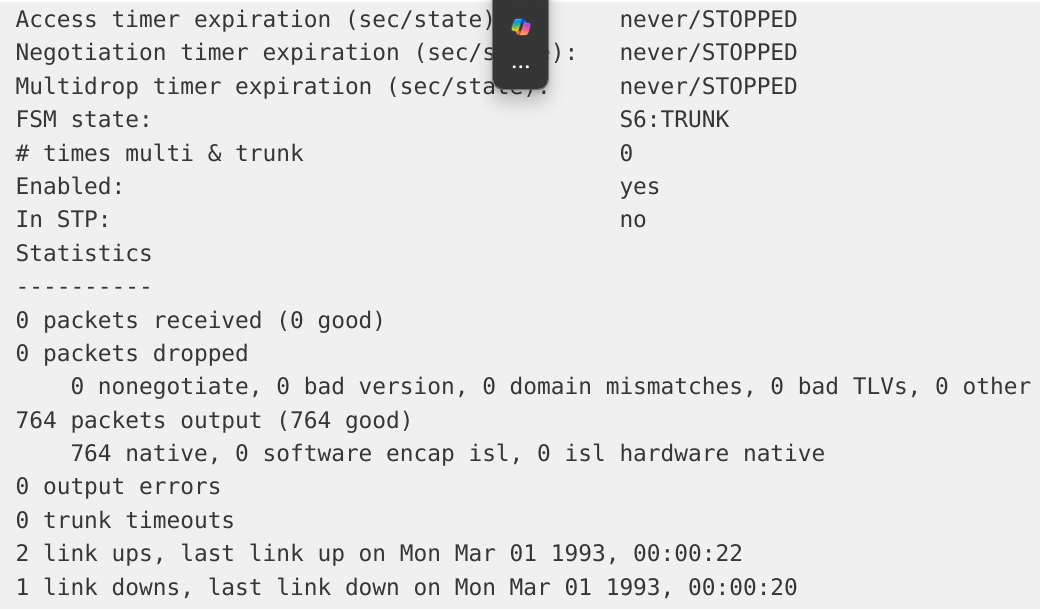 Access timer expiration (sec/state) never/STOPPED
Negotiation timer expiration (sec/s ): never/STOPPED
Multidrop timer expiration (sec/state): never/STOPPED
FSM state: S6:TRUNK
# times multi & trunk 0
Enabled: yes
In STP: no
Statistics
----------
0 packets received (0 good)
0 packets dropped
    0 nonegotiate, 0 bad version, 0 domain mismatches, 0 bad TLVs, 0 other
764 packets output (764 good)
    764 native, 0 software encap isl, 0 isl hardware native
0 output errors
0 trunk timeouts
2 link ups, last link up on Mon Mar 01 1993, 00:00:22
1 link downs, last link down on Mon Mar 01 1993, 00:00:20